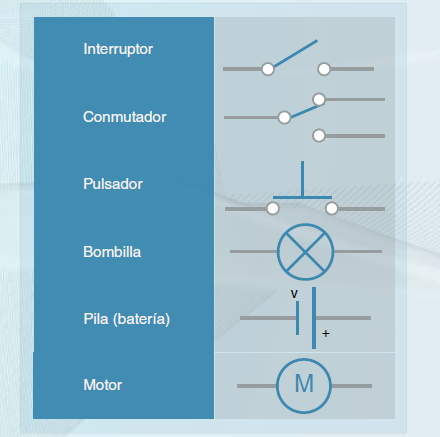 Interruptor
Conmutador
Pulsador
Bombilla
V
Pila (batería)
+
Motor
M